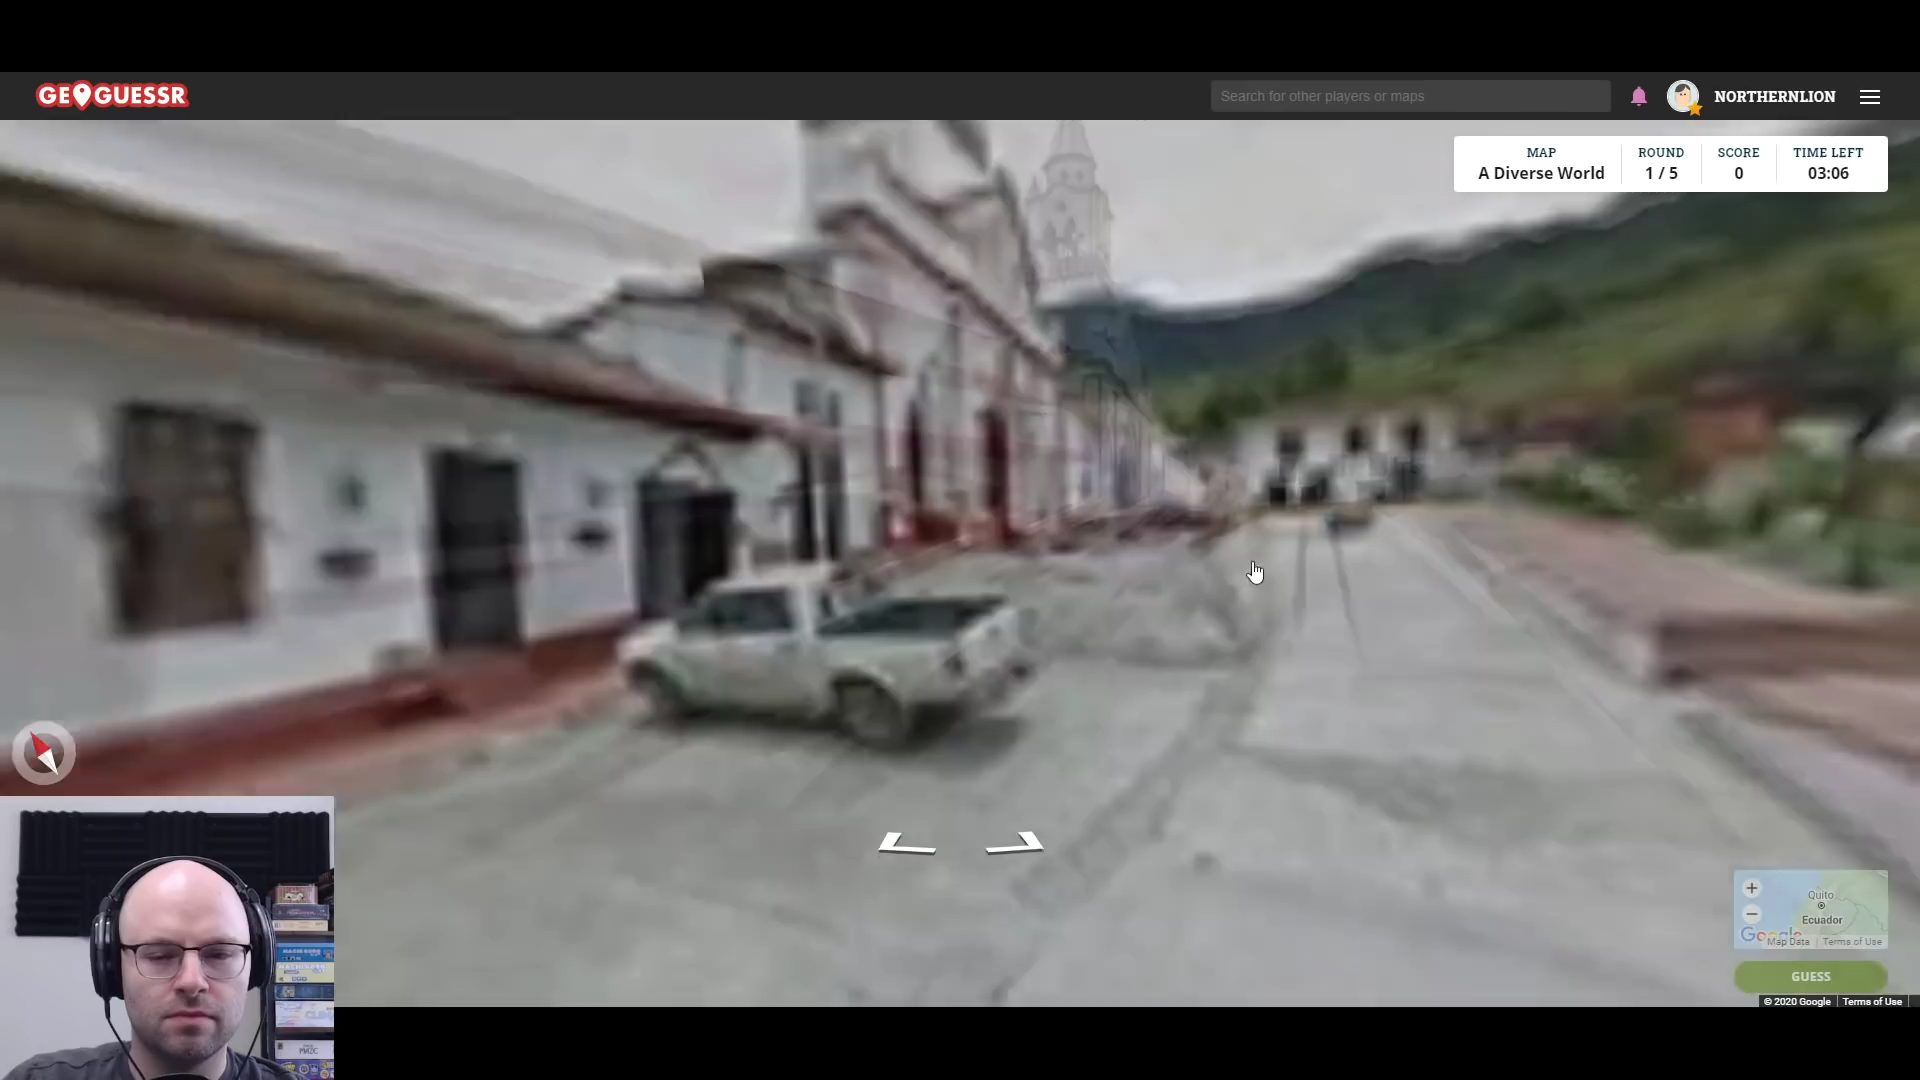 GEOGUESSR
Search for other players or maps
NORTHERNLION
MAP
A Diverse World
ROUND
1 / 5
SCORE
0
TIME LEFT
03:06
+
−
Quito
Ecuador
Google
Map Data
Terms of Use
GUESS
© 2020 Google
Terms of Use